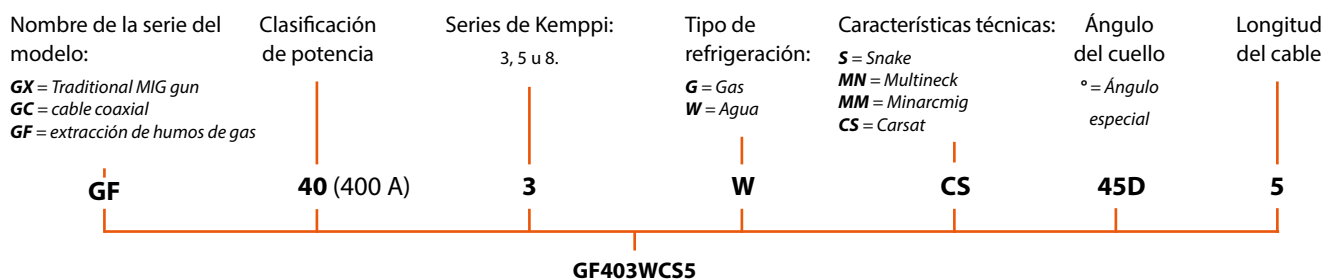 Nombre de la serie del
modelo:
GX = Traditional MIG gun
GC = cable coaxial
GF = extracción de humos de gas
Clasificación
de potencia
Series de Kemppi:
3, 5 u 8.
Tipo de
refrigeración:
G = Gas
W = Agua
Características técnicas:
S = Snake
MN = Multineck
MM = Minarcmig
CS = Carsat
Ángulo
del cuello
° = Ángulo
especial
Longitud
del cable
GF
40 (400 A)
3
W
CS
45D
5
GF403WCS5